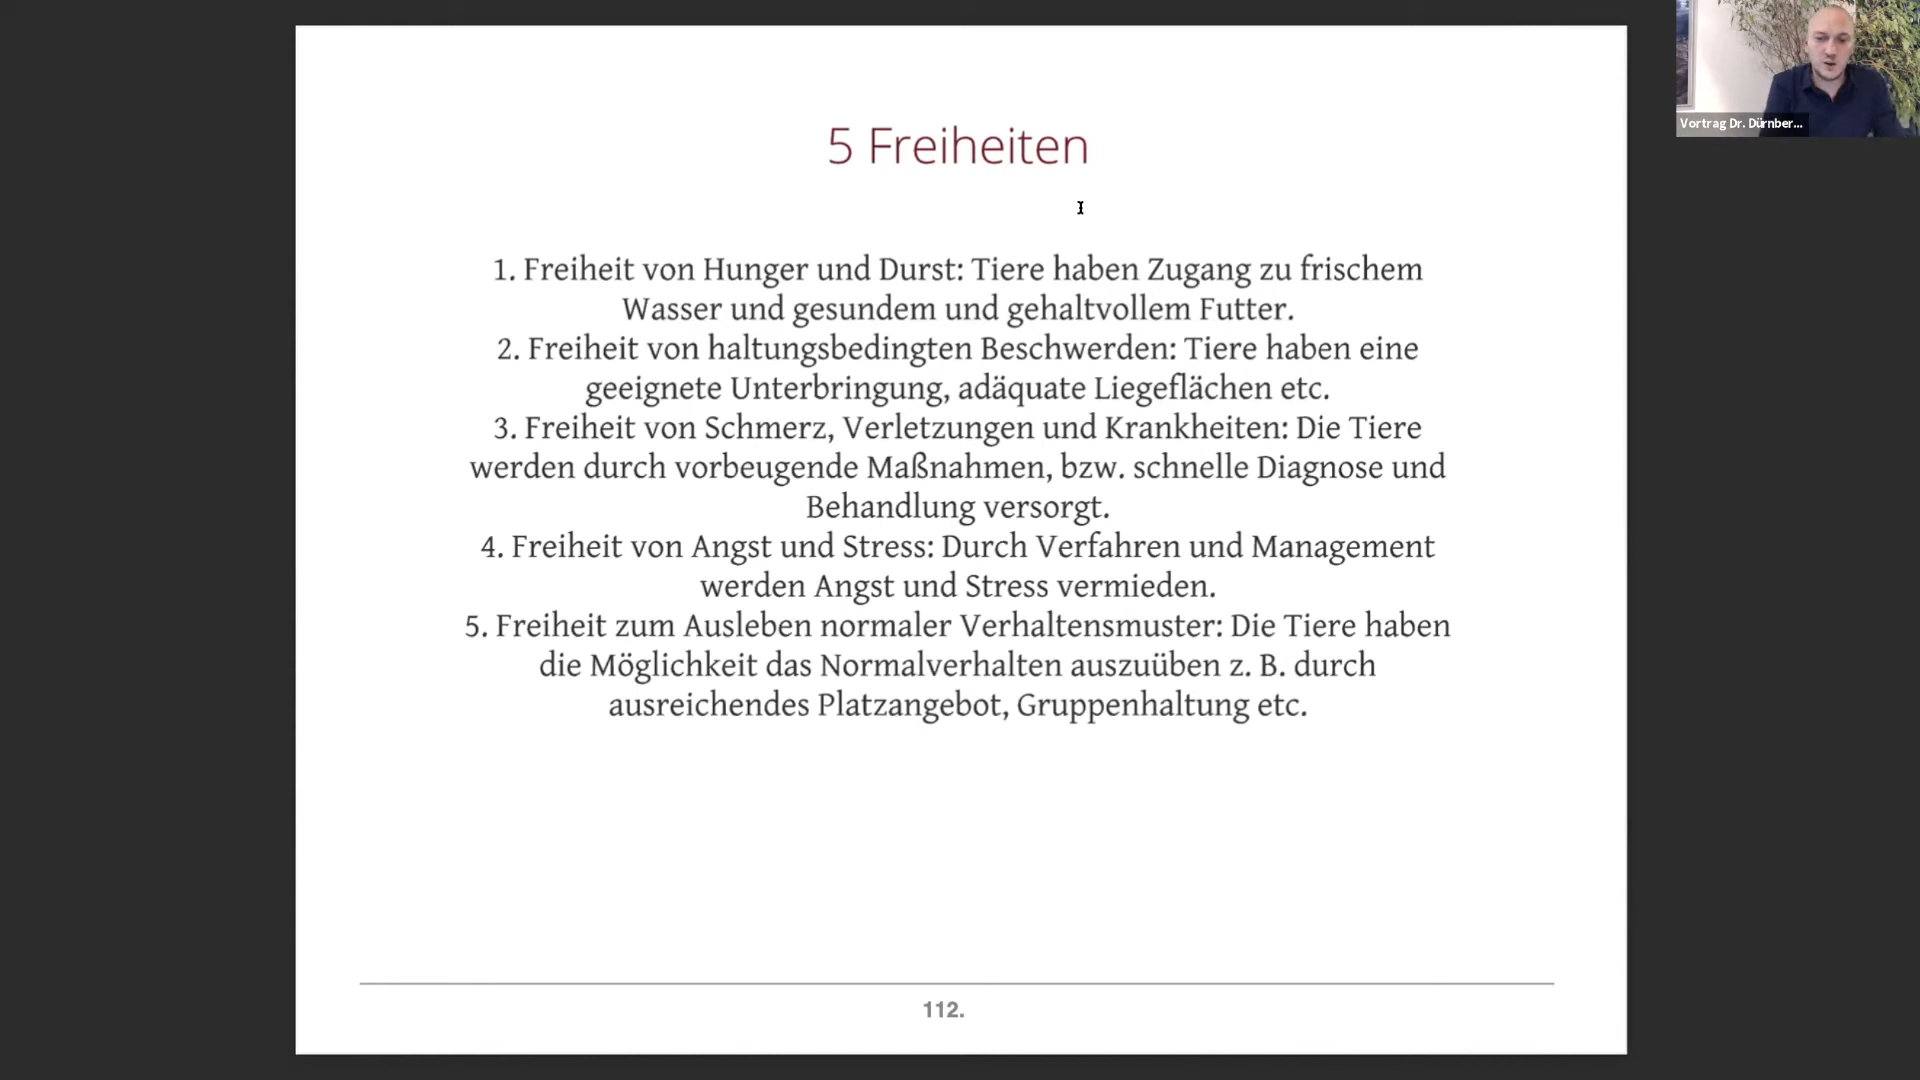 5 Freiheiten
1. Freiheit von Hunger und Durst: Tiere haben Zugang zu frischem
Wasser und gesundem und gehaltvollem Futter.
2. Freiheit von haltungsbedingten Beschwerden: Tiere haben eine
geeignete Unterbringung, adäquate Liegeflächen etc.
3. Freiheit von Schmerz, Verletzungen und Krankheiten: Die Tiere
werden durch vorbeugende Maßnahmen, bzw. schnelle Diagnose und
Behandlung versorgt.
4. Freiheit von Angst und Stress: Durch Verfahren und Management
werden Angst und Stress vermieden.
5. Freiheit zum Ausleben normaler Verhaltensmuster: Die Tiere haben
die Möglichkeit das Normalverhalten auszuüben z. B. durch
ausreichendes Platzangebot, Gruppenhaltung etc.
112.
Vortrag Dr. Dürnber...